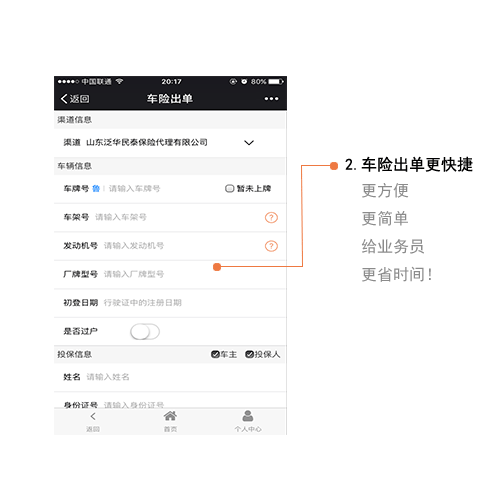 中国联通 20:17 80%
返回 车险出单
渠道信息
渠道 山东泛华民泰保险代理有限公司
车辆信息
车牌号 鲁 请输入车牌号 暂未上牌
车架号 请输入车架号 ?
发动机号 请输入发动机号 ?
厂牌型号 请输入厂牌型号
初登日期 行驶证中的注册日期
是否过户
投保信息 车主 投保人
姓名 请输入姓名
身份证号 请输入身份证号
返回 首页 个人中心
2. 车险出单更快捷
更方便
更简单
给业务员
更省时间！